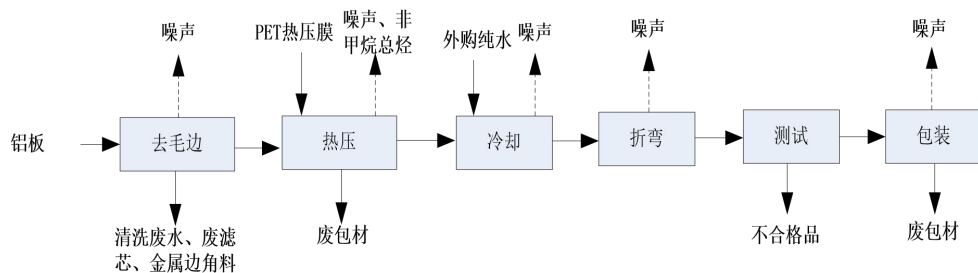 噪声
PET热压膜
噪声、非
甲烷总烃
外购纯水
噪声
噪声
噪声
铝板
去毛边
热压
冷却
折弯
测试
包装
清洗废水、废滤
芯、金属边角料
废包材
不合格品
废包材